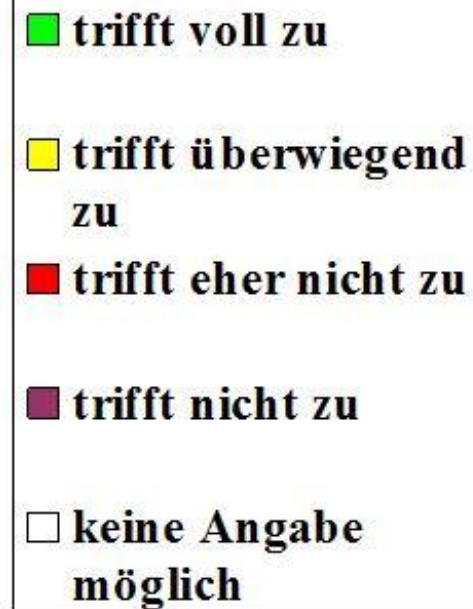 trifft voll zu
trifft überwiegend
zu
trifft eher nicht zu
trifft nicht zu
keine Angabe
möglich